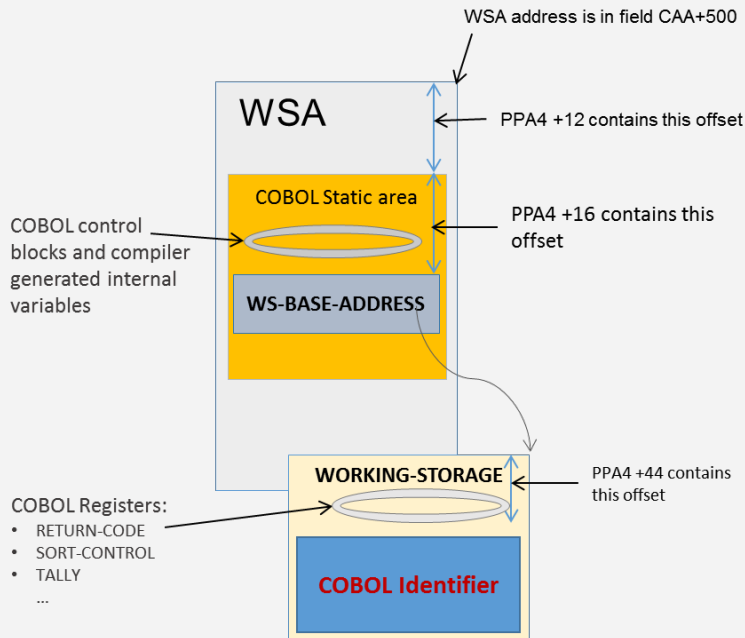 WSA address is in field CAA+500
WSA
PPA4 +12 contains this offset
COBOL Static area
PPA4 +16 contains this
offset
COBOL control
blocks and compiler
generated internal
variables
WS-BASE-ADDRESS
WORKING-STORAGE
PPA4 +44 contains
this offset
COBOL Registers:
• RETURN-CODE
• SORT-CONTROL
• TALLY
...
COBOL Identifier